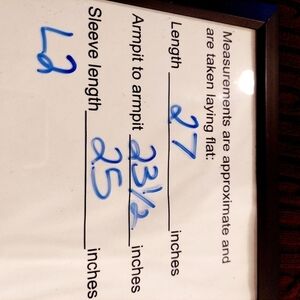 Measurements are approximate and
are taken laying flat:
Length 27 inches
Armpit to armpit 23 1/2 inches
Sleeve length 25 inches
L2